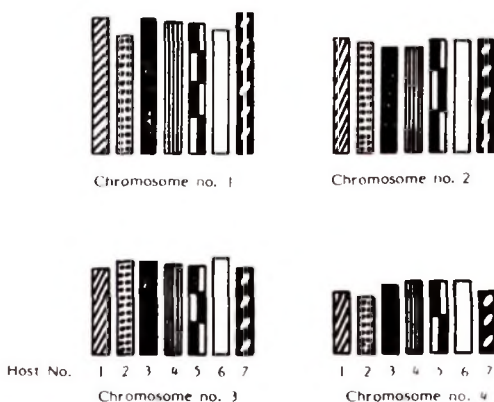 Chromosome no. 1
Chromosome no. 2
Host No. 1 2 3 4 5 6 7
1 2 3 4 5 6 7
Chromosome no. 3
Chromosome no. 4